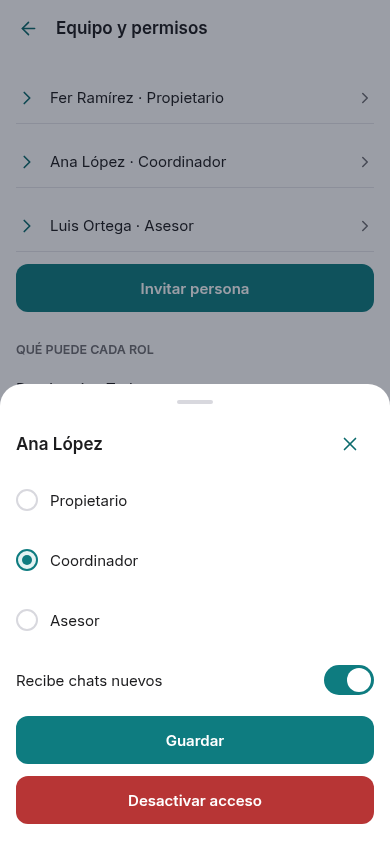 Equipo y permisos
Fer Ramírez · Propietario
Ana López · Coordinador
Luis Ortega · Asesor
Invitar persona
QUÉ PUEDE CADA ROL
Ana López
Propietario
Coordinador
Asesor
Recibe chats nuevos
Guardar
Desactivar acceso